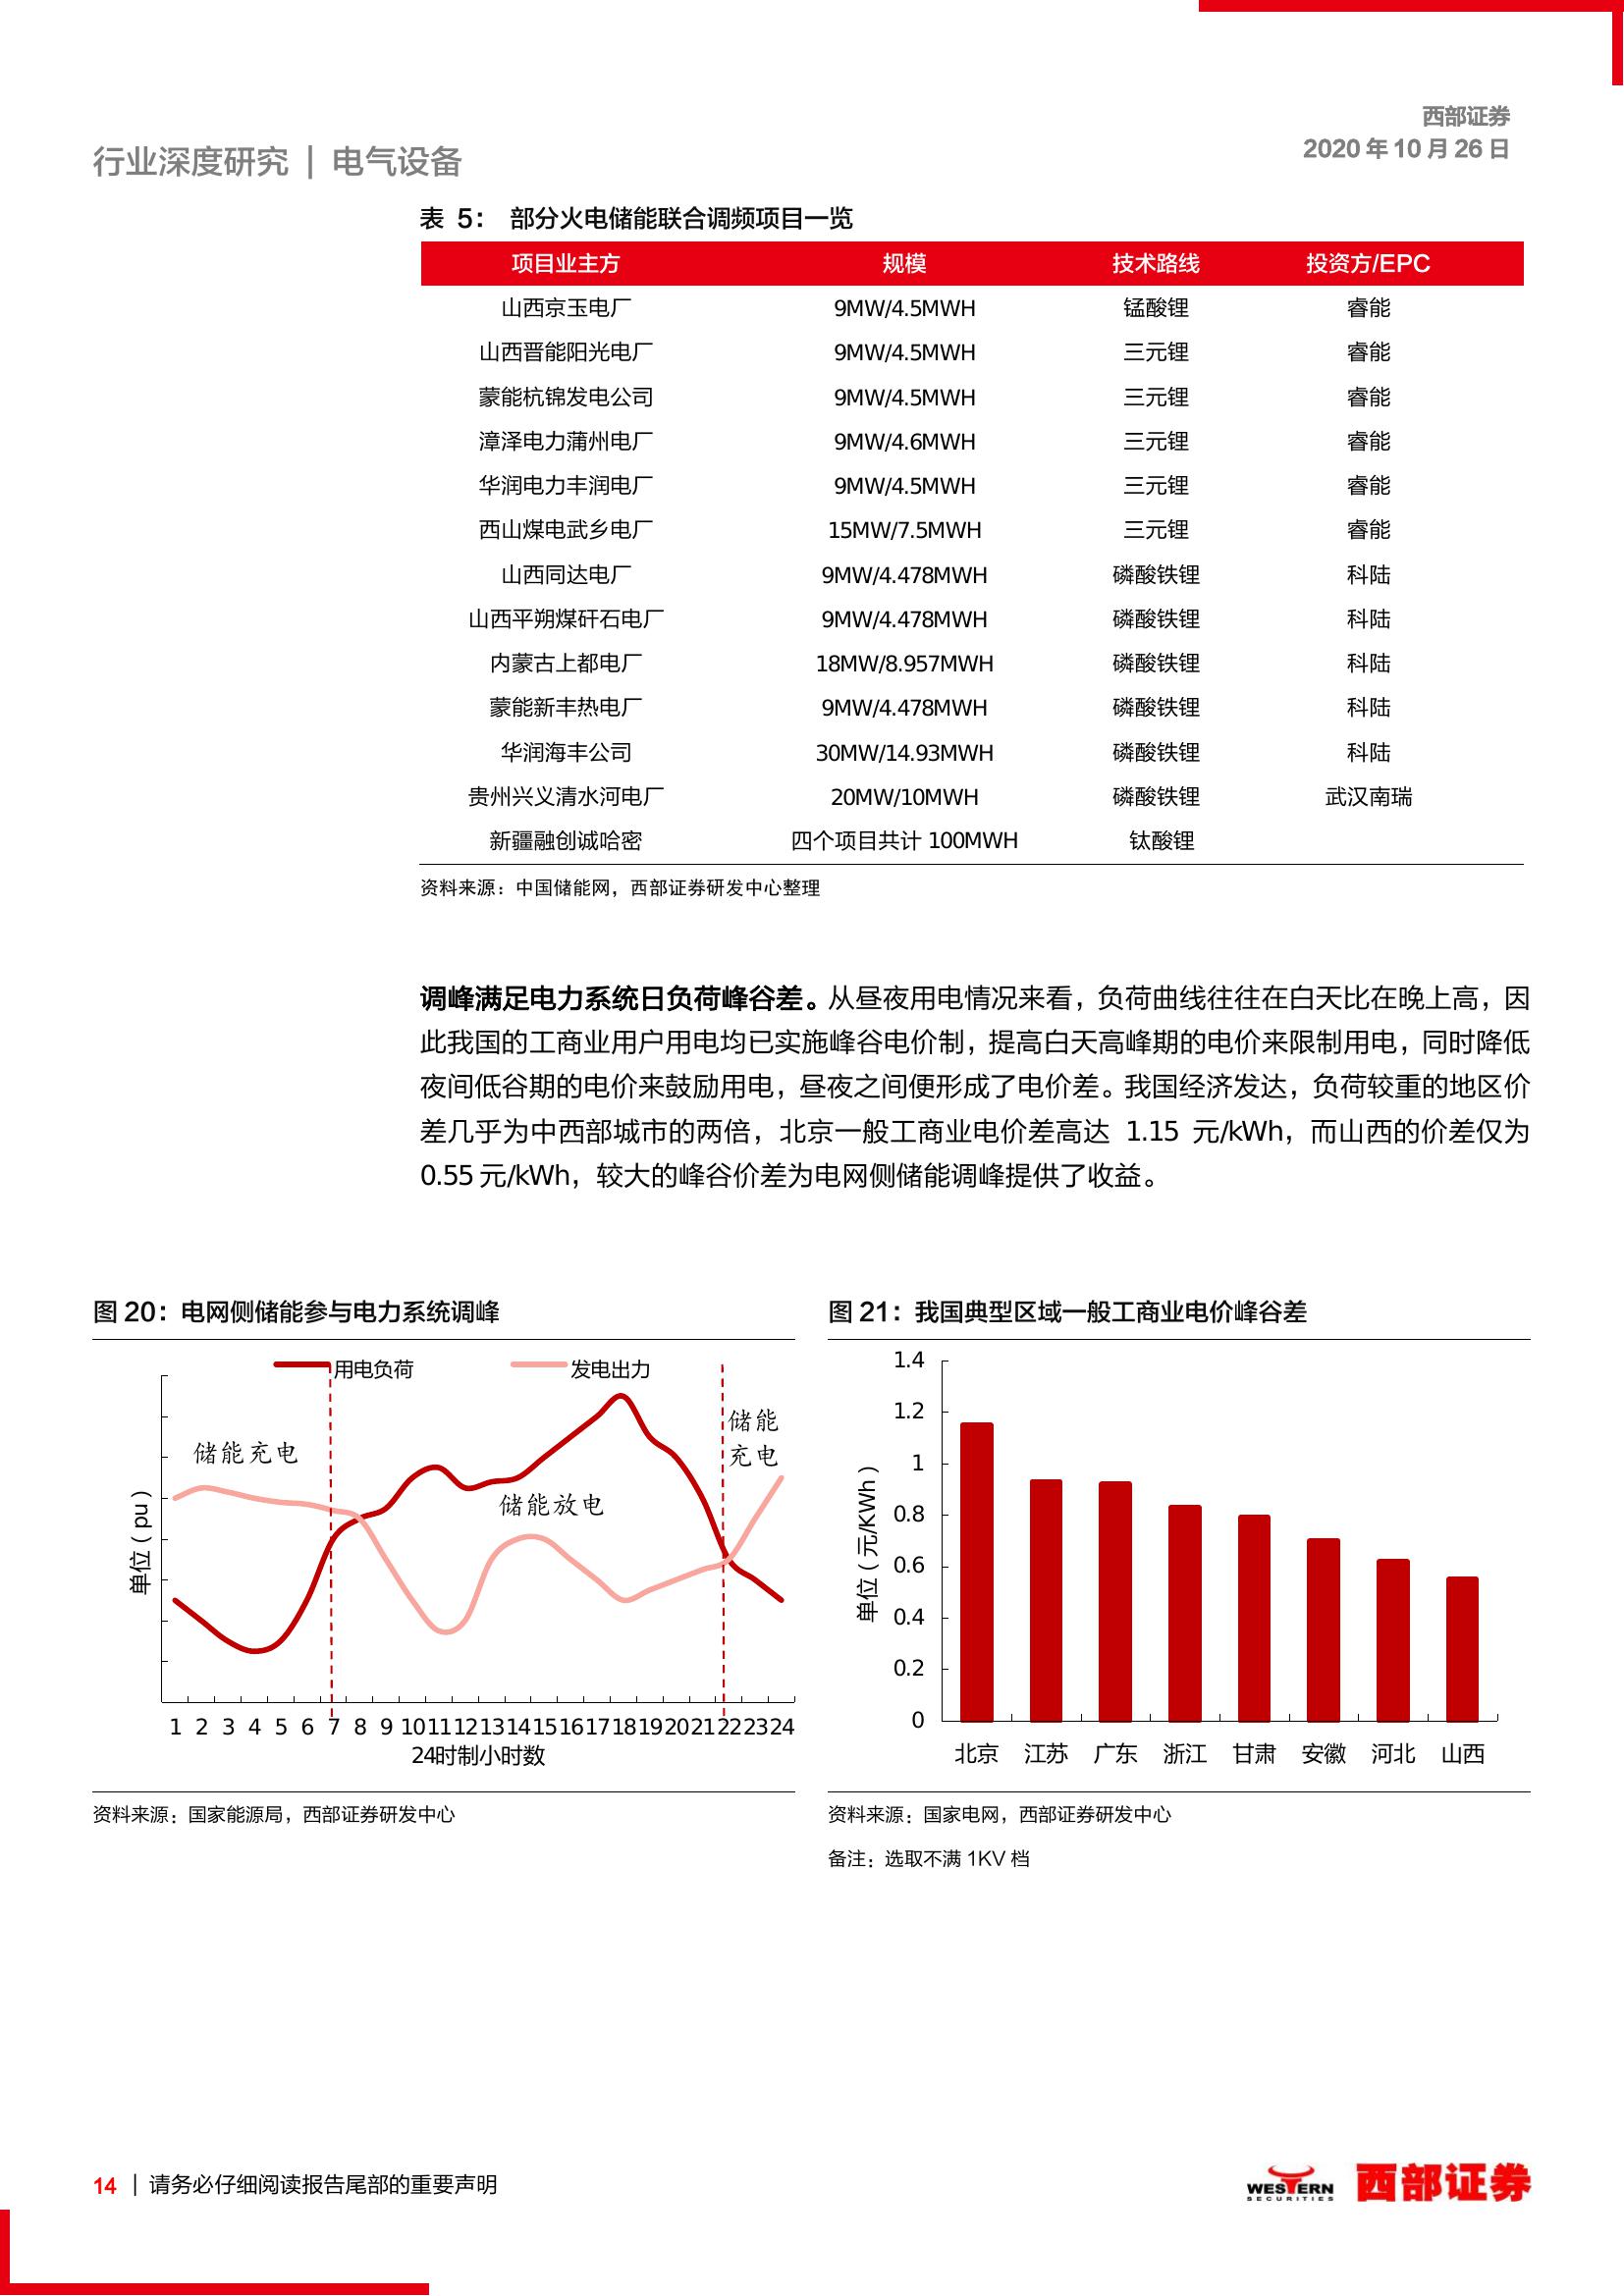 西部证券
2020 年 10 月 26 日
行业深度研究 | 电气设备
表 5： 部分火电储能联合调频项目一览
项目业主方 规模 技术路线 投资方/EPC
山西京玉电厂 9MW/4.5MWH 锰酸锂 睿能
山西晋能阳光电厂 9MW/4.5MWH 三元锂 睿能
蒙能杭锦发电公司 9MW/4.5MWH 三元锂 睿能
漳泽电力蒲州电厂 9MW/4.6MWH 三元锂 睿能
华润电力丰润电厂 9MW/4.5MWH 三元锂 睿能
西山煤电武乡电厂 15MW/7.5MWH 三元锂 睿能
山西同达电厂 9MW/4.478MWH 磷酸铁锂 科陆
山西平朔煤矸石电厂 9MW/4.478MWH 磷酸铁锂 科陆
内蒙古上都电厂 18MW/8.957MWH 磷酸铁锂 科陆
蒙能新丰热电厂 9MW/4.478MWH 磷酸铁锂 科陆
华润海丰公司 30MW/14.93MWH 磷酸铁锂 科陆
贵州兴义清水河电厂 20MW/10MWH 磷酸铁锂 武汉南瑞
新疆融创诚哈密 四个项目共计 100MWH 钛酸锂
资料来源：中国储能网，西部证券研发中心整理
调峰满足电力系统日负荷峰谷差。从昼夜用电情况来看，负荷曲线往往在白天比在晚上高，因
此我国的工商业用户用电均已实施峰谷电价制，提高白天高峰期的电价来限制用电，同时降低
夜间低谷期的电价来鼓励用电，昼夜之间便形成了电价差。我国经济发达，负荷较重的地区价
差几乎为中西部城市的两倍，北京一般工商业电价差高达 1.15 元/kWh，而山西的价差仅为
0.55 元/kWh，较大的峰谷价差为电网侧储能调峰提供了收益。
图 20：电网侧储能参与电力系统调峰
用电负荷 发电出力
储能充电
储能放电
储能
充电
单位（pu）
1 2 3 4 5 6 7 8 9 10 11 12 13 14 15 16 17 18 19 20 21 22 23 24
24时制小时数
资料来源：国家能源局，西部证券研发中心
图 21：我国典型区域一般工商业电价峰谷差
1.4
1.2
1
0.8
0.6
0.4
0.2
0
单位（元/KWh）
北京 江苏 广东 浙江 甘肃 安徽 河北 山西
资料来源：国家电网，西部证券研发中心
备注：选取不满 1KV 档
14 | 请务必仔细阅读报告尾部的重要声明
WESTERN
SECURITIES
西部证券